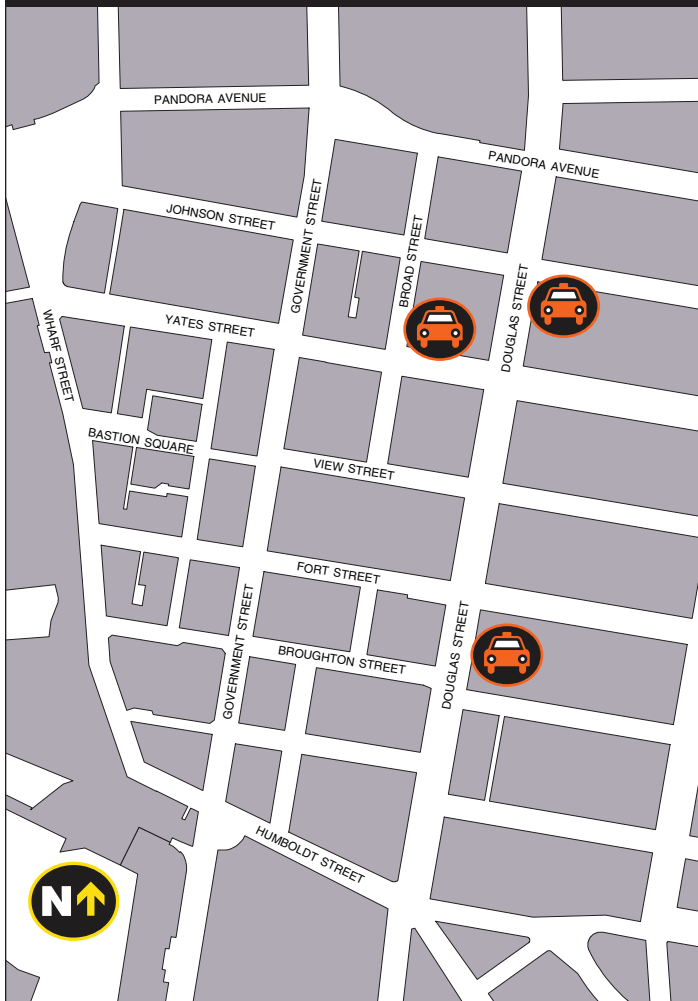 PANDORA AVENUE
PANDORA AVENUE
JOHNSON STREET
GOVERNMENT STREET
BROAD STREET
DOUGLAS STREET
YATES STREET
WHARF STREET
BASTION SQUARE
VIEW STREET
FORT STREET
GOVERNMENT STREET
BROUGHTON STREET
DOUGLAS STREET
HUMBOLDT STREET
N